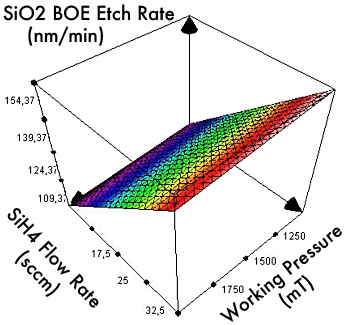 SiO2 BOE Etch Rate
(nm/min)
154,37
139,37
124,37
109,37
SiH4 Flow Rate
(sccm)
17,5
25
32,5
1250
1500
1750
Working Pressure
(mT)